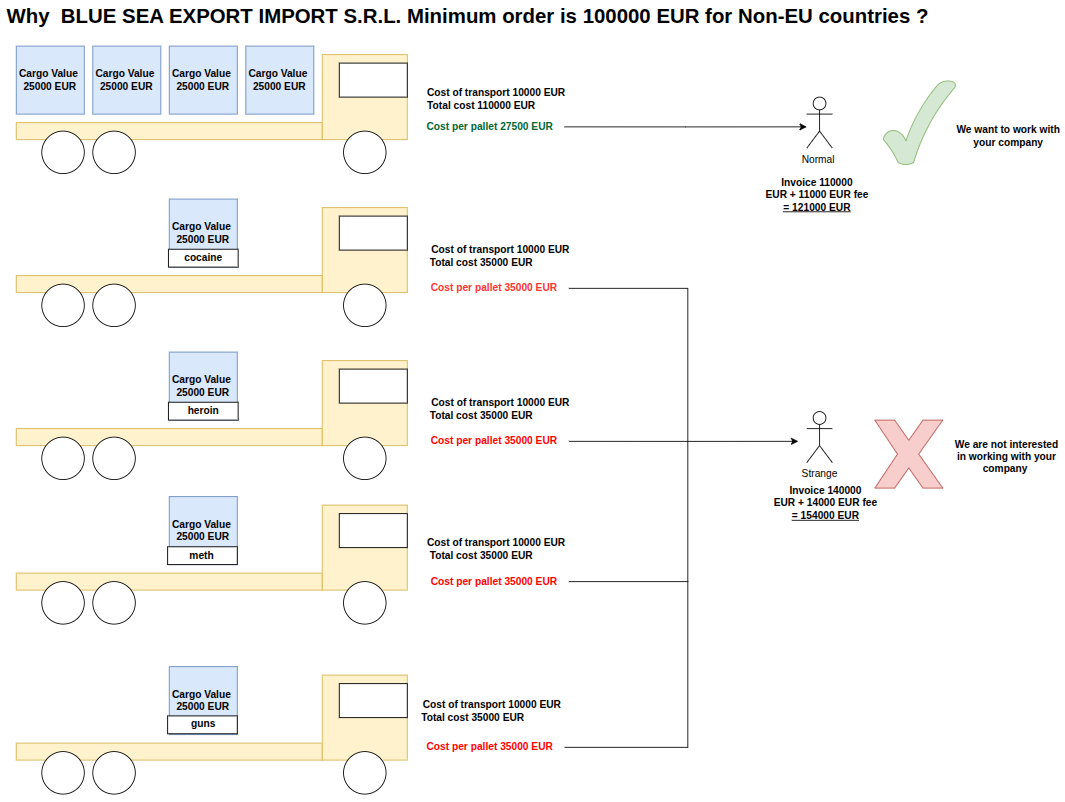 Why  BLUE SEA EXPORT IMPORT S.R.L. Minimum order is 100000 EUR for Non-EU countries ?
Cargo Value
25000 EUR
Cargo Value
25000 EUR
Cargo Value
25000 EUR
Cargo Value
25000 EUR
Cost of transport 10000 EUR
Total cost 110000 EUR
Cost per pallet 27500 EUR
Normal
We want to work with
your company
Invoice 110000
EUR + 11000 EUR fee
= 121000 EUR
Cargo Value
25000 EUR
cocaine
Cost of transport 10000 EUR
Total cost 35000 EUR
Cost per pallet 35000 EUR
Cargo Value
25000 EUR
heroin
Cost of transport 10000 EUR
Total cost 35000 EUR
Cost per pallet 35000 EUR
Strange
We are not interested
in working with your
company
Invoice 140000
EUR + 14000 EUR fee
= 154000 EUR
Cargo Value
25000 EUR
meth
Cost of transport 10000 EUR
Total cost 35000 EUR
Cost per pallet 35000 EUR
Cargo Value
25000 EUR
guns
Cost of transport 10000 EUR
Total cost 35000 EUR
Cost per pallet 35000 EUR